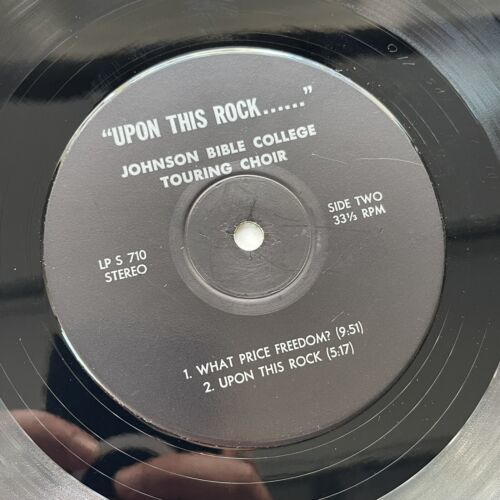 “UPON THIS ROCK......”
JOHNSON BIBLE COLLEGE
TOURING CHOIR
LP S 710
STEREO
SIDE TWO
33⅓ RPM
1. WHAT PRICE FREEDOM? (9:51)
2. UPON THIS ROCK (5:17)